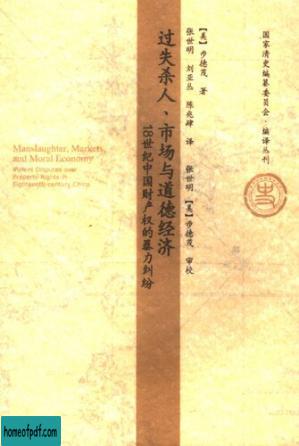 国家清史编纂委员会·编译丛刊
【美】步德茂 著
张世明 刘亚丛 陈兆肆 译
张世明 【美】步德茂 审校
过失杀人、市场与道德经济
18世纪中国财产权的暴力纠纷
Manslaughter, Markets,
and Moral Economy
Violent Disputes over
Property Rights in
Eighteenth-century China
homeofpdf.com